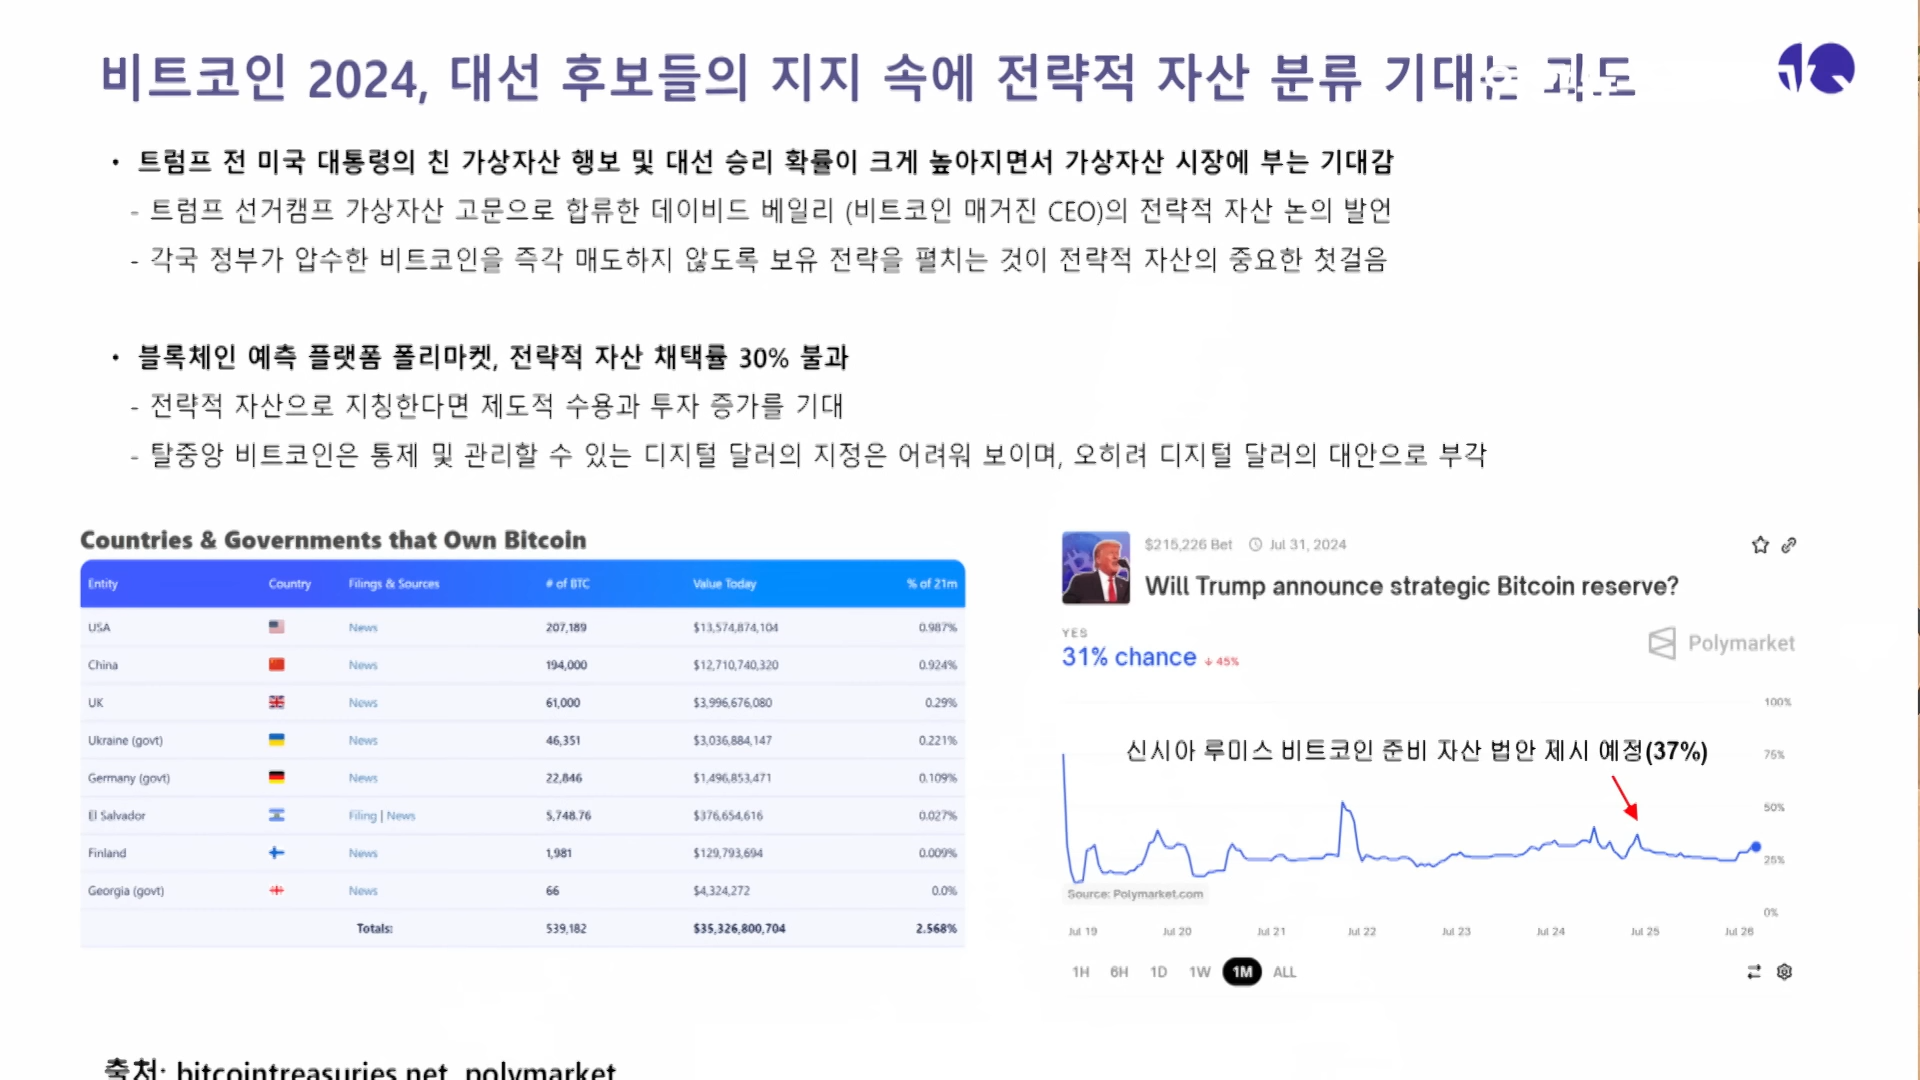 비트코인 2024, 대선 후보들의 지지 속에 전략적 자산 분류 기대는 과도
• 트럼프 전 미국 대통령의 친 가상자산 행보 및 대선 승리 확률이 크게 높아지면서 가상자산 시장에 부는 기대감
- 트럼프 선거캠프 가상자산 고문으로 합류한 데이비드 베일리 (비트코인 매거진 CEO)의 전략적 자산 논의 발언
- 각국 정부가 압수한 비트코인을 즉각 매도하지 않도록 보유 전략을 펼치는 것이 전략적 자산의 중요한 첫걸음
• 블록체인 예측 플랫폼 폴리마켓, 전략적 자산 채택률 30% 불과
- 전략적 자산으로 지칭한다면 제도적 수용과 투자 증가를 기대
- 탈중앙 비트코인은 통제 및 관리할 수 있는 디지털 달러의 지정은 어려워 보이며, 오히려 디지털 달러의 대안으로 부각
Countries & Governments that Own Bitcoin
Entity Country Filings & Sources # of BTC Value Today % of 21m
USA News 207,189 $13,574,874,104 0.987%
China News 194,000 $12,710,740,320 0.924%
UK News 61,000 $3,996,676,080 0.29%
Ukraine (govt) News 46,351 $3,036,884,147 0.221%
Germany (govt) News 22,846 $1,496,853,471 0.109%
El Salvador Filing | News 5,748.76 $376,654,616 0.027%
Finland News 1,981 $129,793,694 0.009%
Georgia (govt) News 66 $4,324,272 0.0%
Totals: 539,182 $35,326,800,704 2.568%
$215,226 Bet Jul 31, 2024
Will Trump announce strategic Bitcoin reserve?
YES
31% chance ↓ 45%
Polymarket
100%
신시아 루미스 비트코인 준비 자산 법안 제시 예정(37%)
75%
50%
25%
Source: Polymarket.com
0%
Jul 19 Jul 20 Jul 21 Jul 22 Jul 23 Jul 24 Jul 25 Jul 26
1H 6H 1D 1W 1M ALL
출처: bitcointreasuries.net, polymarket